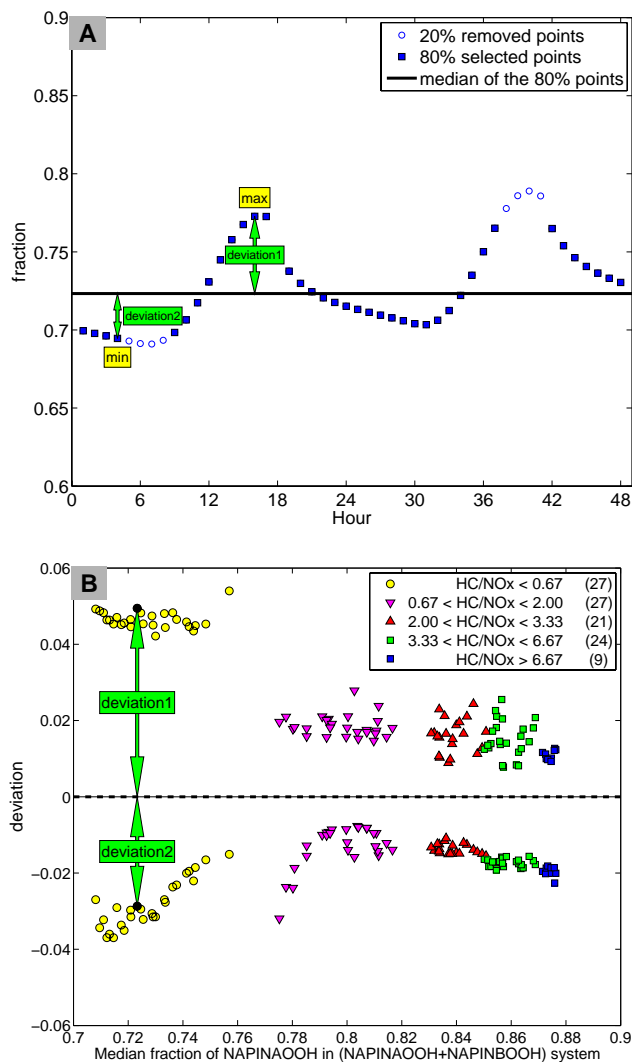 A
20% removed points
80% selected points
median of the 80% points
0.9
0.85
0.8
0.75
0.7
0.65
0.6
fraction
max
deviation1
deviation2
min
0 6 12 18 24 30 36 42 48
Hour
B
HC/NOx < 0.67 (27)
0.67 < HC/NOx < 2.00 (27)
2.00 < HC/NOx < 3.33 (21)
3.33 < HC/NOx < 6.67 (24)
HC/NOx > 6.67 (9)
0.06
0.04
0.02
0
−0.02
−0.04
−0.06
deviation
deviation1
deviation2
0.7 0.72 0.74 0.76 0.78 0.8 0.82 0.84 0.86 0.88 0.9
Median fraction of NAPINAOOH in (NAPINAOOH+NAPINBOOH) system